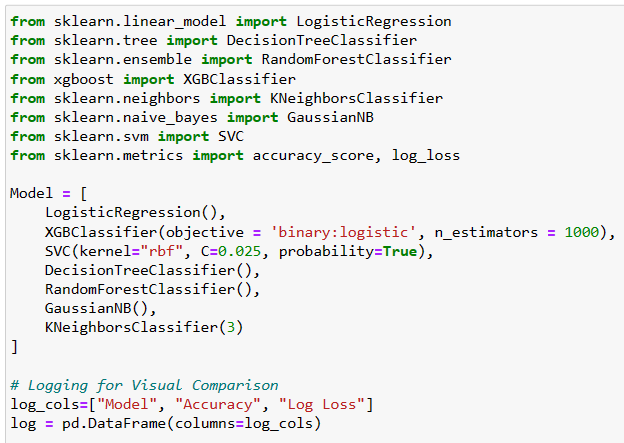 from sklearn.linear_model import LogisticRegression
from sklearn.tree import DecisionTreeClassifier
from sklearn.ensemble import RandomForestClassifier
from xgboost import XGBClassifier
from sklearn.neighbors import KNeighborsClassifier
from sklearn.naive_bayes import GaussianNB
from sklearn.svm import SVC
from sklearn.metrics import accuracy_score, log_loss

Model = [
    LogisticRegression(),
    XGBClassifier(objective = 'binary:logistic', n_estimators = 1000),
    SVC(kernel="rbf", C=0.025, probability=True),
    DecisionTreeClassifier(),
    RandomForestClassifier(),
    GaussianNB(),
    KNeighborsClassifier(3)
]

# Logging for Visual Comparison
log_cols=["Model", "Accuracy", "Log Loss"]
log = pd.DataFrame(columns=log_cols)